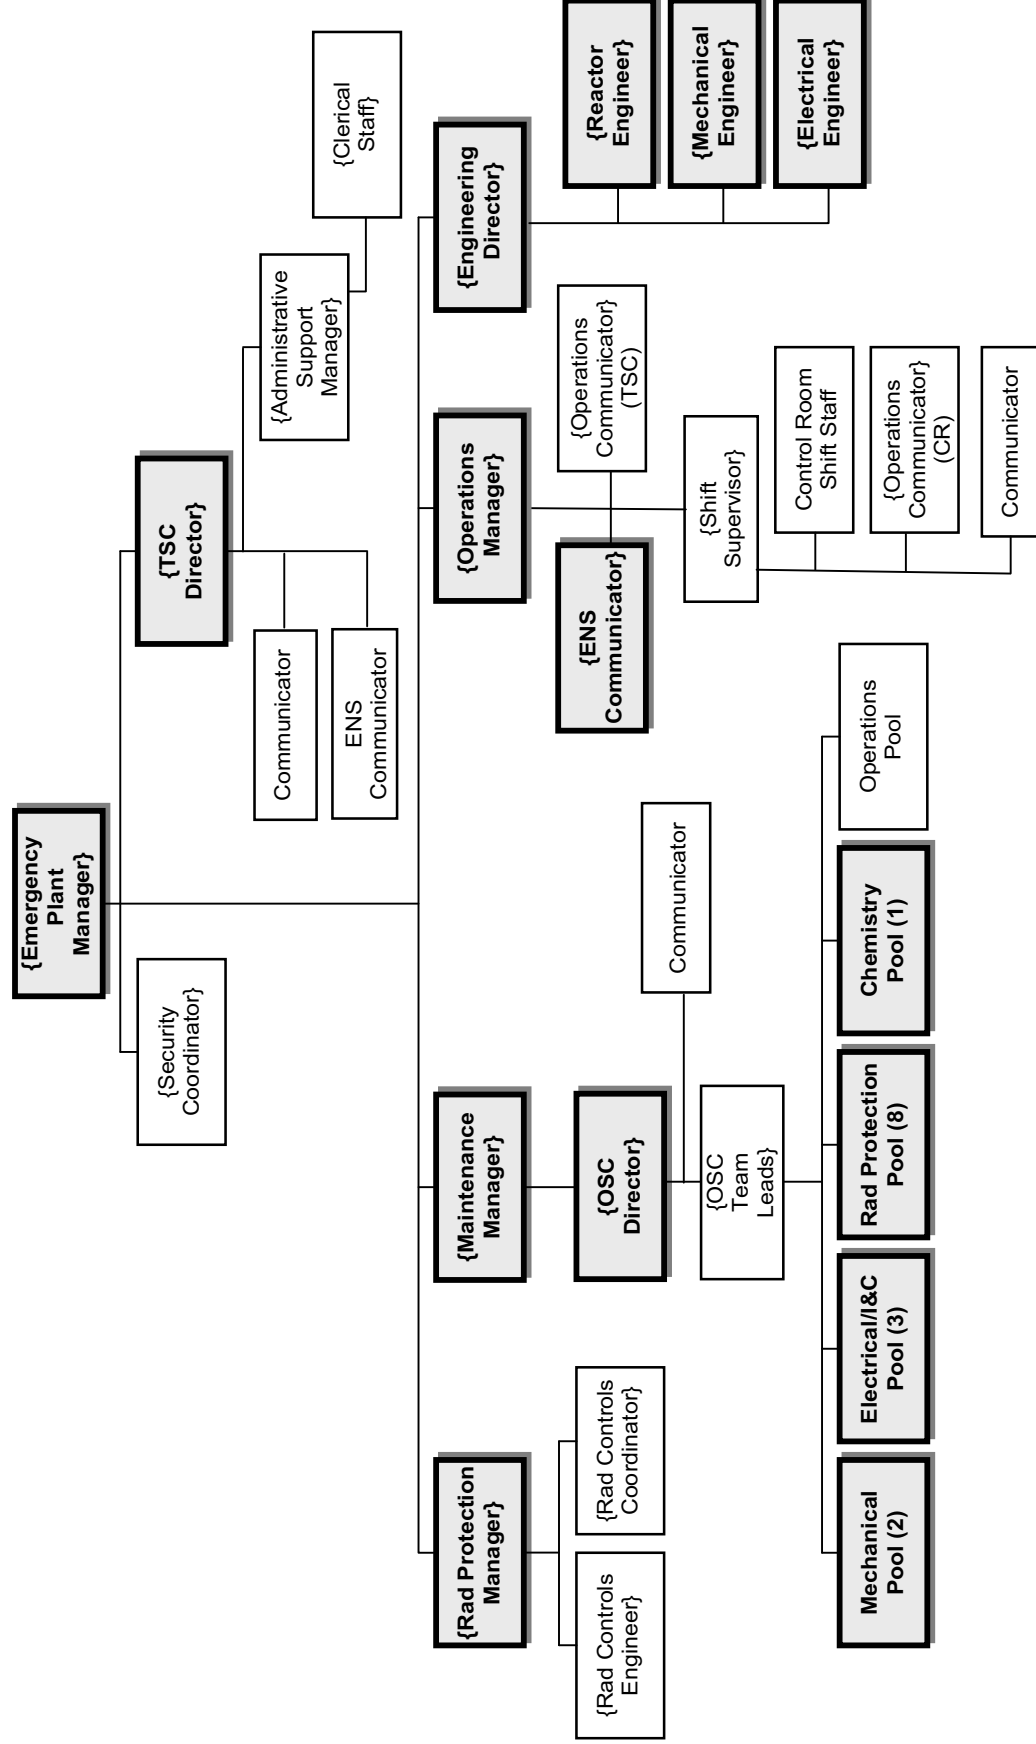 {Emergency
Plant
Manager}
{Security
Coordinator}
{TSC
Director}
Communicator
ENS
Communicator
{Administrative
Support
Manager}
{Clerical
Staff}
{Rad Protection
Manager}
{Maintenance
Manager}
{Operations
Manager}
{Engineering
Director}
{Rad Controls
Engineer}
{Rad Controls
Coordinator}
{OSC
Director}
Communicator
{OSC
Team
Leads}
Mechanical
Pool (2)
Electrical/I&C
Pool (3)
Rad Protection
Pool (8)
Chemistry
Pool (1)
Operations
Pool
{ENS
Communicator}
{Operations
Communicator}
(TSC)
{Shift
Supervisor}
Control Room
Shift Staff
{Operations
Communicator}
(CR)
Communicator
{Reactor
Engineer}
{Mechanical
Engineer}
{Electrical
Engineer}